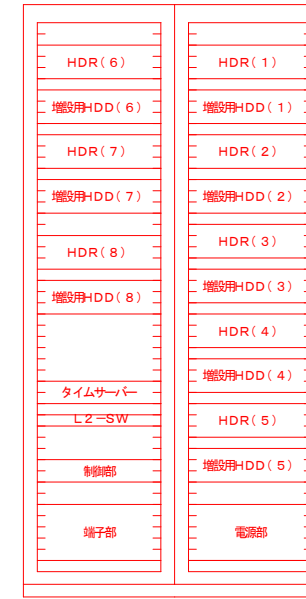 HDR(6)
増設用HDD(6)
HDR(7)
増設用HDD(7)
HDR(8)
増設用HDD(8)
タイムサーバー
L2-SW
制御部
端子部
HDR(1)
増設用HDD(1)
HDR(2)
増設用HDD(2)
HDR(3)
増設用HDD(3)
HDR(4)
増設用HDD(4)
HDR(5)
増設用HDD(5)
電源部